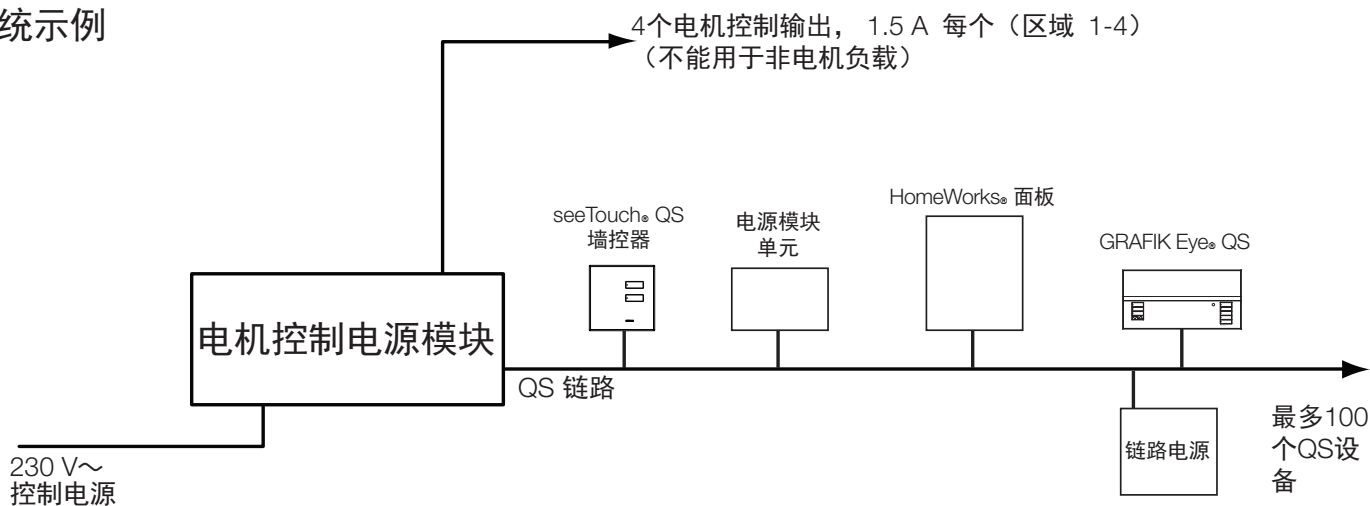 统示例
4个电机控制输出， 1.5 A 每个（区域 1-4）
（不能用于非电机负载）
seeTouch® QS
墙控器
电源模块
单元
HomeWorks® 面板
GRAFIK Eye® QS
电机控制电源模块
QS 链路
链路电源
最多100
个QS设
备
230 V～
控制电源